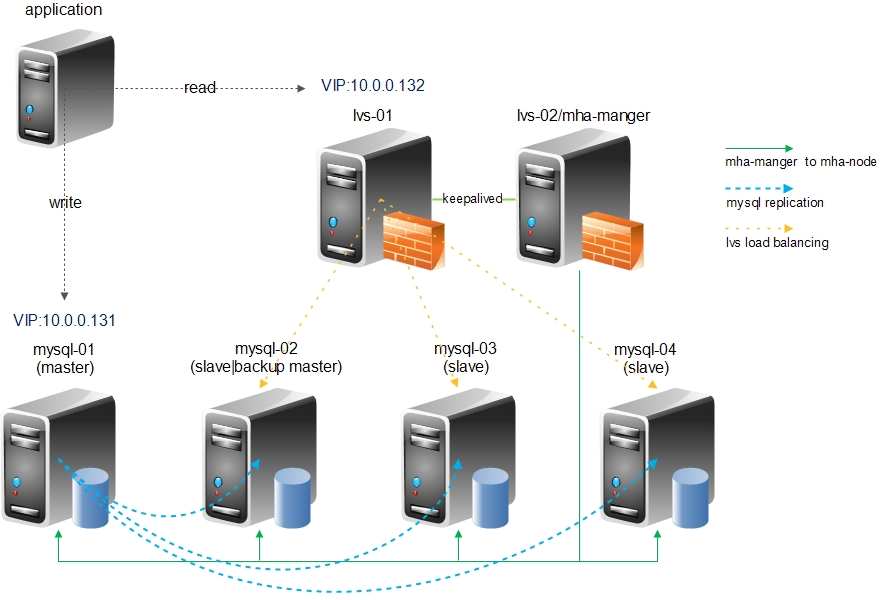 application
read
VIP:10.0.0.132
lvs-01
lvs-02/mha-manger
mha-manger to mha-node
keepalived
mysql replication
write
lvs load balancing
VIP:10.0.0.131
mysql-01
(master)
mysql-02
(slave|backup master)
mysql-03
(slave)
mysql-04
(slave)